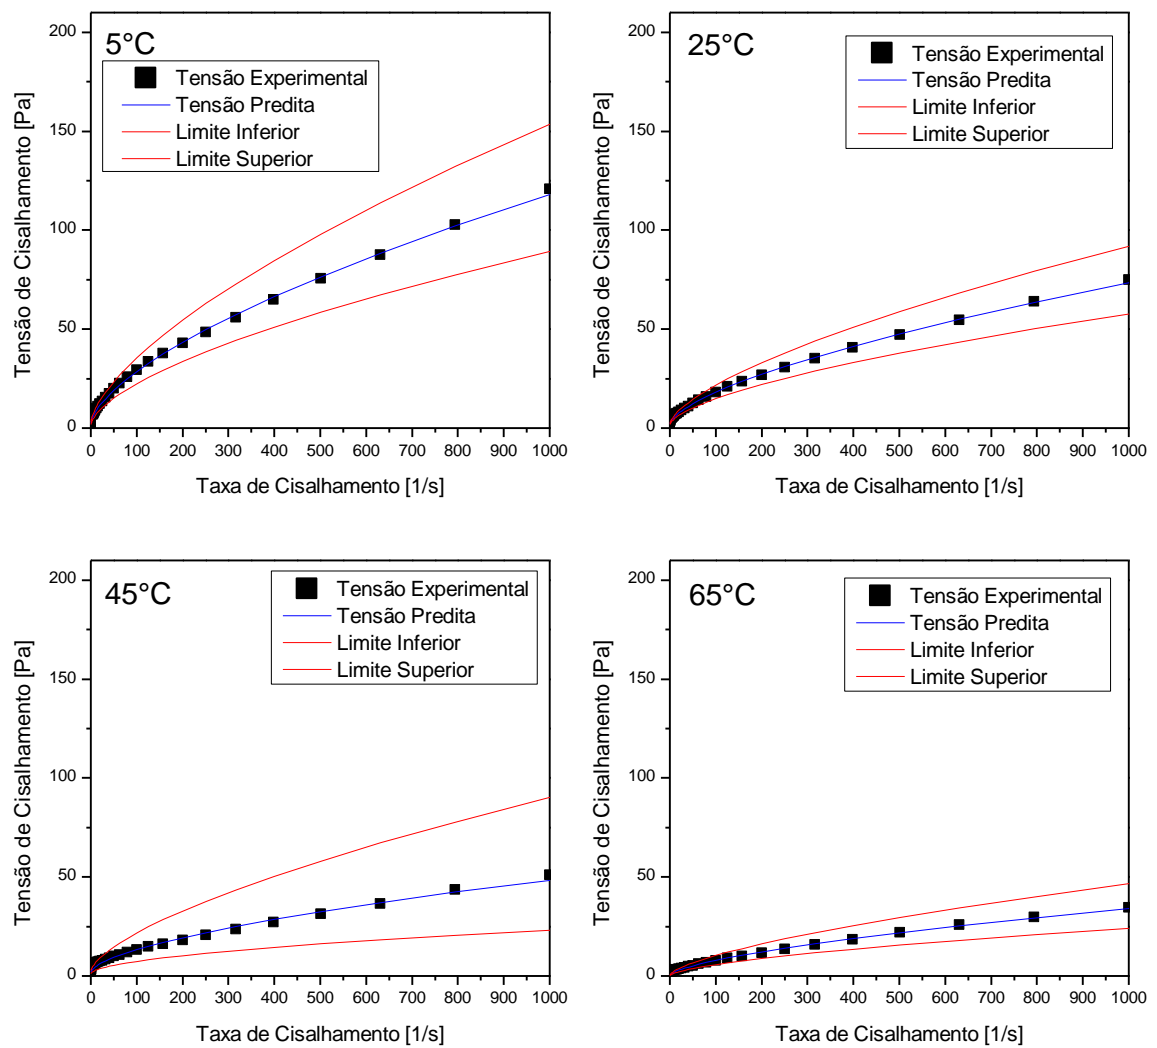 5°C
Tensão Experimental
Tensão Predita
Limite Inferior
Limite Superior
Tensão de Cisalhamento [Pa]
200
150
100
50
0
0 100 200 300 400 500 600 700 800 900 1000
Taxa de Cisalhamento [1/s]
25°C
Tensão Experimental
Tensão Predita
Limite Inferior
Limite Superior
Tensão de Cisalhamento [Pa]
200
150
100
50
0
0 100 200 300 400 500 600 700 800 900 1000
Taxa de Cisalhamento [1/s]
45°C
Tensão Experimental
Tensão Predita
Limite Inferior
Limite Superior
Tensão de Cisalhamento [Pa]
200
150
100
50
0
0 100 200 300 400 500 600 700 800 900 1000
Taxa de Cisalhamento [1/s]
65°C
Tensão Experimental
Tensão Predita
Limite Inferior
Limite Superior
Tensão de Cisalhamento [Pa]
200
150
100
50
0
0 100 200 300 400 500 600 700 800 900 1000
Taxa de Cisalhamento [1/s]